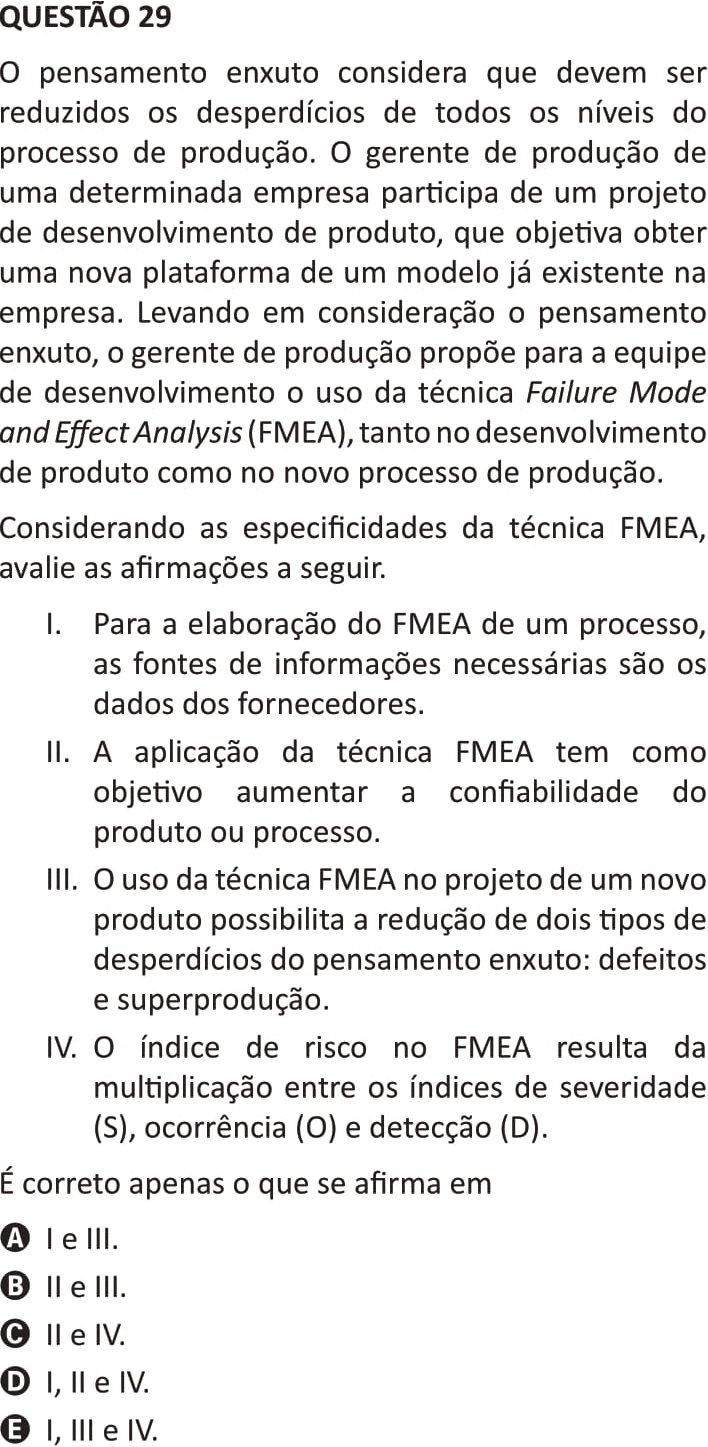 QUESTÃO 29
O pensamento enxuto considera que devem ser
reduzidos os desperdícios de todos os níveis do
processo de produção. O gerente de produção de
uma determinada empresa participa de um projeto
de desenvolvimento de produto, que objetiva obter
uma nova plataforma de um modelo já existente na
empresa. Levando em consideração o pensamento
enxuto, o gerente de produção propõe para a equipe
de desenvolvimento o uso da técnica Failure Mode
and Effect Analysis (FMEA), tanto no desenvolvimento
de produto como no novo processo de produção.
Considerando as especificidades da técnica FMEA,
avalie as afirmações a seguir.
I. Para a elaboração do FMEA de um processo,
as fontes de informações necessárias são os
dados dos fornecedores.
II. A aplicação da técnica FMEA tem como
objetivo aumentar a confiabilidade do
produto ou processo.
III. O uso da técnica FMEA no projeto de um novo
produto possibilita a redução de dois tipos de
desperdícios do pensamento enxuto: defeitos
e superprodução.
IV. O índice de risco no FMEA resulta da
multiplicação entre os índices de severidade
(S), ocorrência (O) e detecção (D).
É correto apenas o que se afirma em
A I e III.
B II e III.
C II e IV.
D I, II e IV.
E I, III e IV.